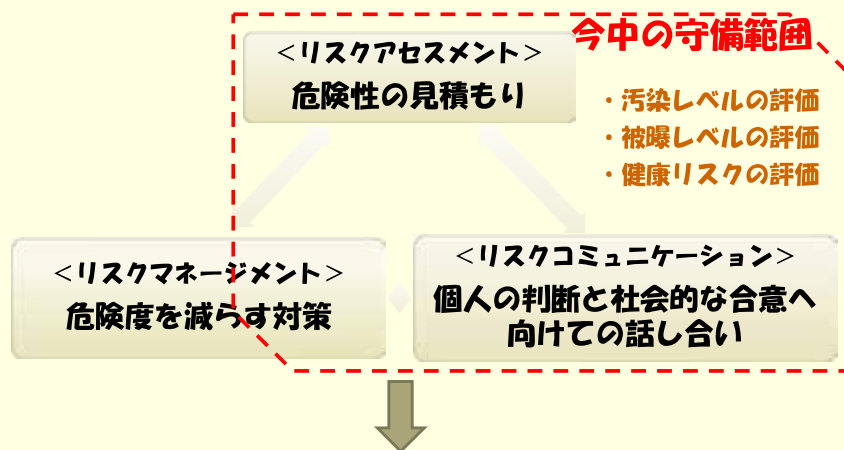 今中の守備範囲
＜リスクアセスメント＞
危険性の見積もり
・汚染レベルの評価
・被曝レベルの評価
・健康リスクの評価
＜リスクマネージメント＞
危険度を減らす対策
＜リスクコミュニケーション＞
個人の判断と社会的な合意へ
向けての話し合い